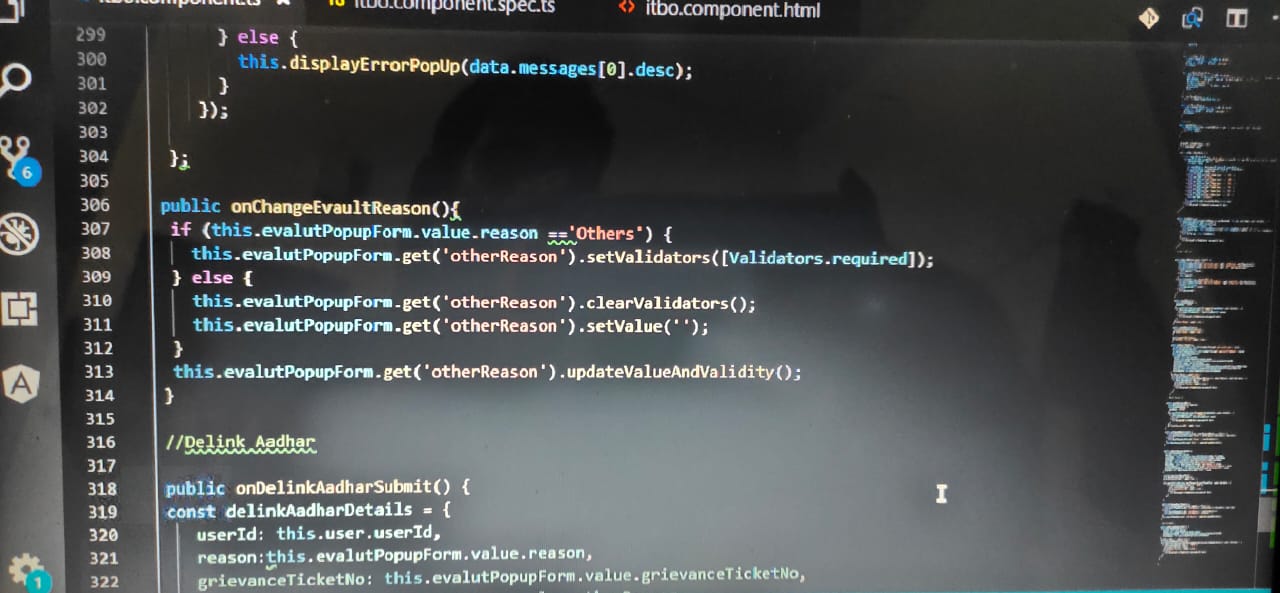 itbo.component.ts
itbo.component.spec.ts
<> itbo.component.html
299 } else {
300 this.displayErrorPopUp(data.messages[0].desc);
301 }
302 });
303
304 };
305
306 public onChangeEvaultReason(){
307 if (this.evalutPopupForm.value.reason =='Others') {
308 this.evalutPopupForm.get('otherReason').setValidators([Validators.required]);
309 } else {
310 this.evalutPopupForm.get('otherReason').clearValidators();
311 this.evalutPopupForm.get('otherReason').setValue('');
312 }
313 this.evalutPopupForm.get('otherReason').updateValueAndValidity();
314 }
315
316 //Delink Aadhar
317
318 public onDelinkAadharSubmit() {
319 const delinkAadharDetails = {
320 userId: this.user.userId,
321 reason:this.evalutPopupForm.value.reason,
322 grievanceTicketNo: this.evalutPopupForm.value.grievanceTicketNo,
6
A
1